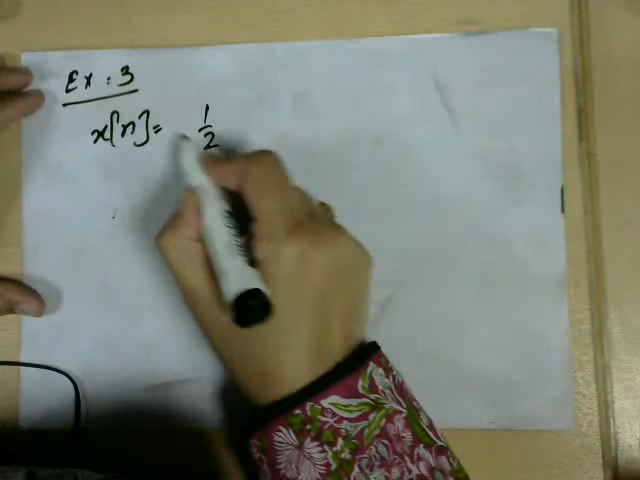 Ex : 3
x[n] = 1/2